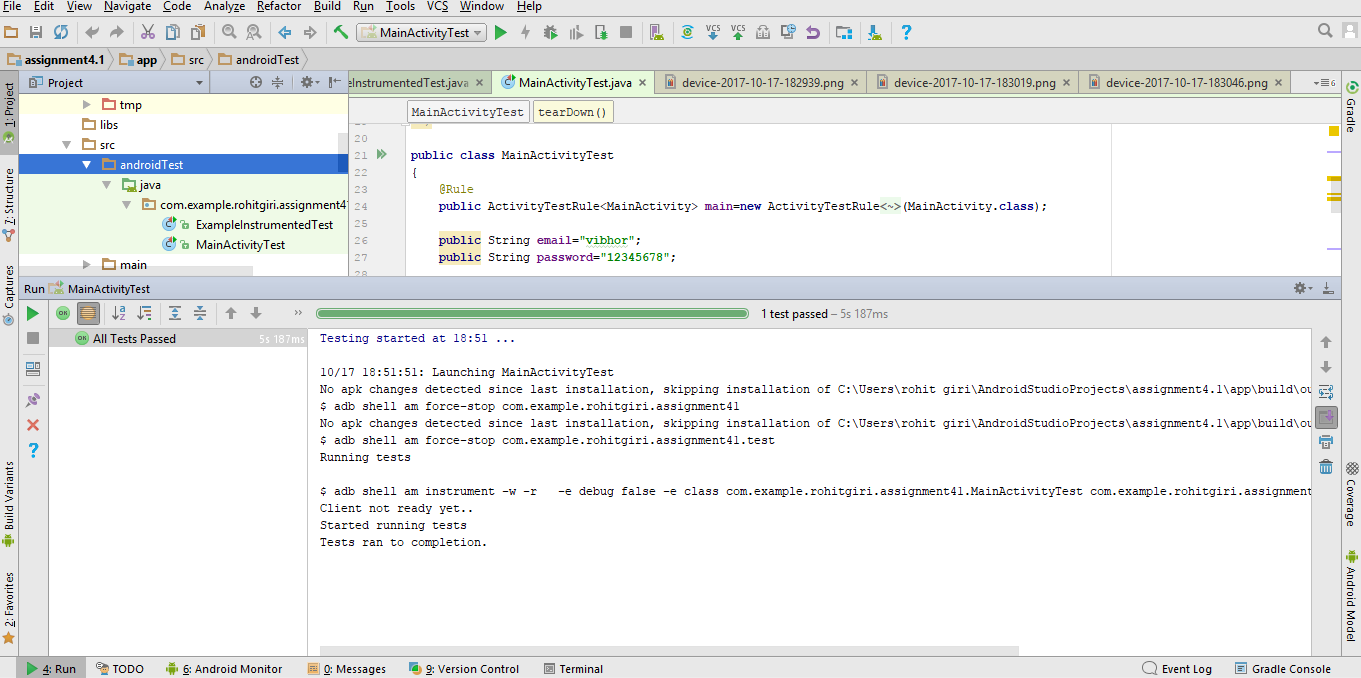 File Edit View Navigate Code Analyze Refactor Build Run Tools VCS Window Help
MainActivityTest VCS VCS ?
assignment4.1 app src androidTest
Project
eInstrumentedTest.java MainActivityTest.java device-2017-10-17-182939.png device-2017-10-17-183019.png device-2017-10-17-183046.png 6
MainActivityTest tearDown()
1: Project
7: Structure
Captures
Build Variants
2: Favorites
tmp
libs
src
androidTest
java
com.example.rohitgiri.assignment4
ExampleInstrumentedTest
MainActivityTest
main
20
21 public class MainActivityTest
22 {
23 @Rule
24 public ActivityTestRule<MainActivity> main=new ActivityTestRule<~>(MainActivity.class);
25
26 public String email="vibhor";
27 public String password="12345678";
28
Gradle
Run MainActivityTest
OK 1 test passed – 5s 187ms
OK All Tests Passed 5s 187ms
Testing started at 18:51 ...
10/17 18:51:51: Launching MainActivityTest
No apk changes detected since last installation, skipping installation of C:\Users\rohit giri\AndroidStudioProjects\assignment4.1\app\build\ou
$ adb shell am force-stop com.example.rohitgiri.assignment41
No apk changes detected since last installation, skipping installation of C:\Users\rohit giri\AndroidStudioProjects\assignment4.1\app\build\ou
$ adb shell am force-stop com.example.rohitgiri.assignment41.test
Running tests
$ adb shell am instrument -w -r   -e debug false -e class com.example.rohitgiri.assignment41.MainActivityTest com.example.rohitgiri.assignment
Client not ready yet..
Started running tests
Tests ran to completion.
?
Coverage
Android Model
4: Run TODO 6: Android Monitor 0: Messages 9: Version Control Terminal Event Log Gradle Console